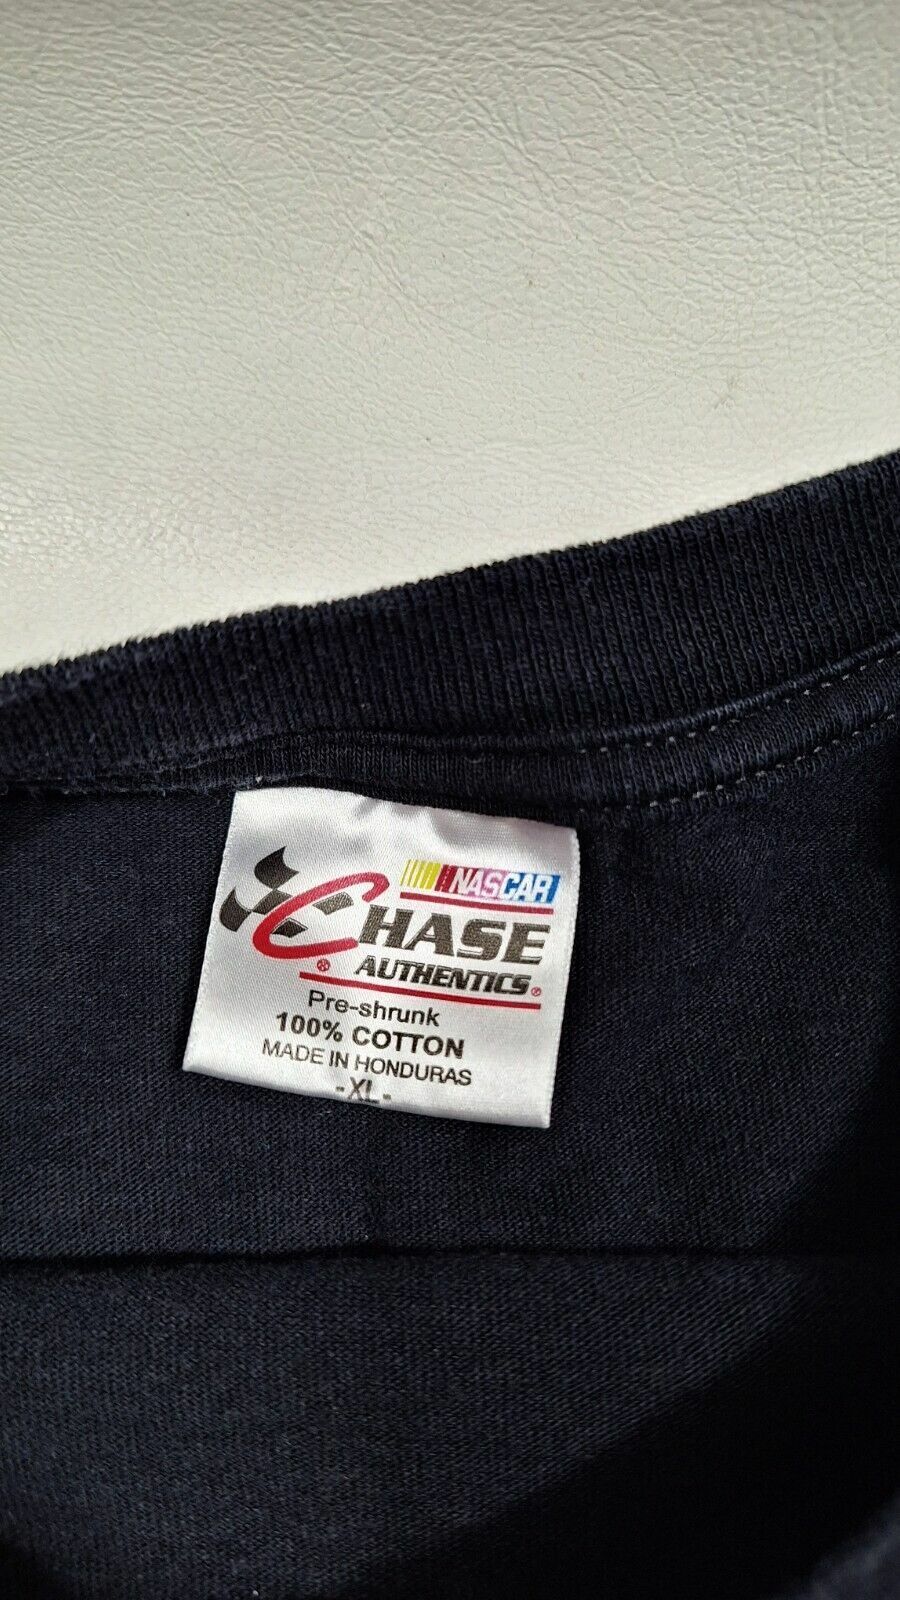 NASCAR
CHASE
AUTHENTICS®
®
Pre-shrunk
100% COTTON
MADE IN HONDURAS
- XL -